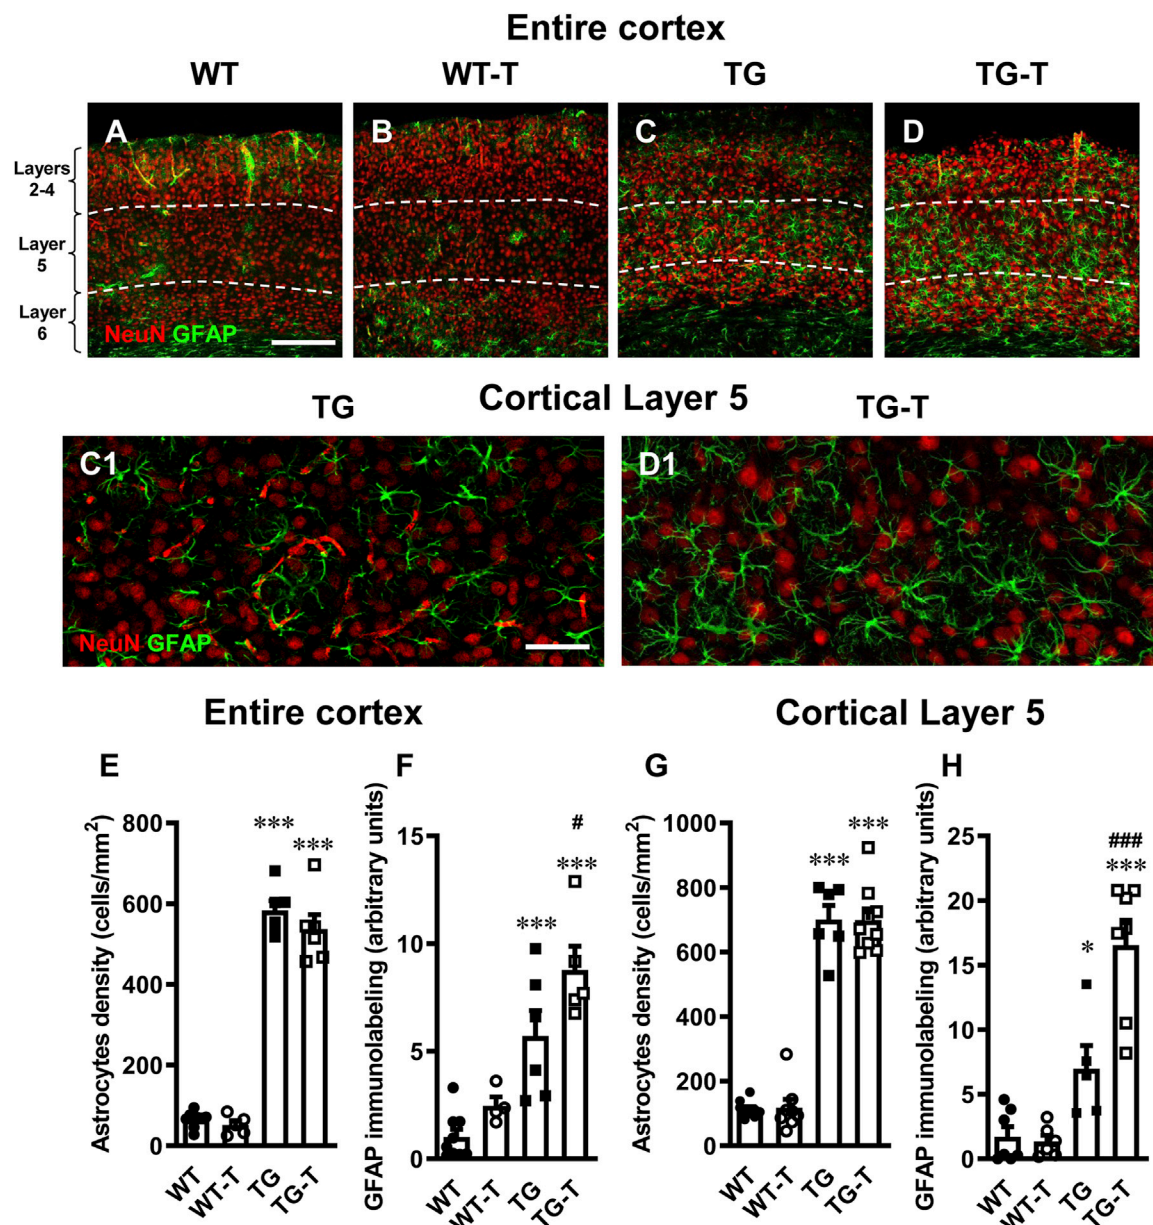 Entire cortex
WT
WT-T
TG
TG-T
A
B
C
D
Layers
2-4
Layer
5
Layer
6
NeuN GFAP
Cortical Layer 5
TG
TG-T
C1
D1
NeuN GFAP
Entire cortex
Cortical Layer 5
E
F
G
H
Astrocytes density (cells/mm²)
800
600
400
200
0
***
***
WT
WT-T
TG
TG-T
GFAP immunolabeling (arbitrary units)
15
10
5
0
***
#
***
WT
WT-T
TG
TG-T
Astrocytes density (cells/mm²)
1000
800
600
400
200
0
***
***
WT
WT-T
TG
TG-T
GFAP immunolabeling (arbitrary units)
25
20
15
10
5
0
*
###
***
WT
WT-T
TG
TG-T